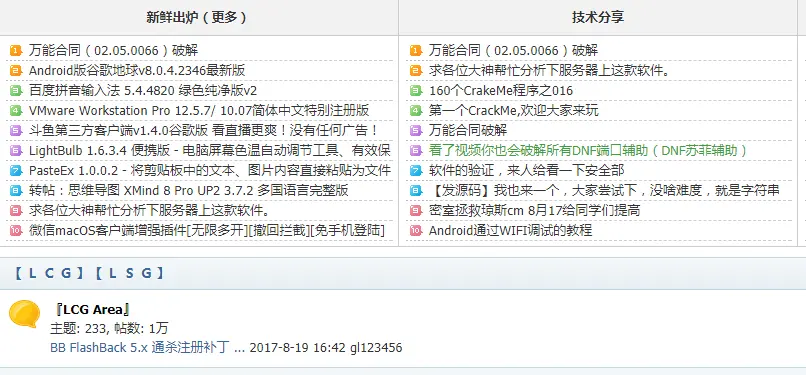 新鲜出炉（更多）
1 万能合同（02.05.0066）破解
2 Android版谷歌地球v8.0.4.2346最新版
3 百度拼音输入法 5.4.4820 绿色纯净版v2
4 VMware Workstation Pro 12.5.7/ 10.07简体中文特别注册版
5 斗鱼第三方客户端v1.4.0谷歌版 看直播更爽！没有任何广告！
6 LightBulb 1.6.3.4 便携版 - 电脑屏幕色温自动调节工具、有效保
7 PasteEx 1.0.0.2 - 将剪贴板中的文本、图片内容直接粘贴为文件
8 转帖：思维导图 XMind 8 Pro UP2 3.7.2 多国语言完整版
9 求各位大神帮忙分析下服务器上这款软件。
10 微信macOS客户端增强插件[无限多开][撤回拦截][免手机登陆]
技术分享
1 万能合同（02.05.0066）破解
2 求各位大神帮忙分析下服务器上这款软件。
3 160个CrakeMe程序之016
4 第一个CrackMe,欢迎大家来玩
5 万能合同破解
6 看了视频你也会破解所有DNF端口辅助（DNF苏菲辅助）
7 软件的验证，来人给看一下安全部
8 【发源码】我也来一个，大家尝试下，没啥难度，就是字符串
9 密室拯救琼斯cm 8月17给同学们提高
10 Android通过WIFI调试的教程
【ＬＣＧ】【ＬＳＧ】
『LCG Area』
主题: 233, 帖数: 1万
BB FlashBack 5.x 通杀注册补丁 ... 2017-8-19 16:42 gl123456